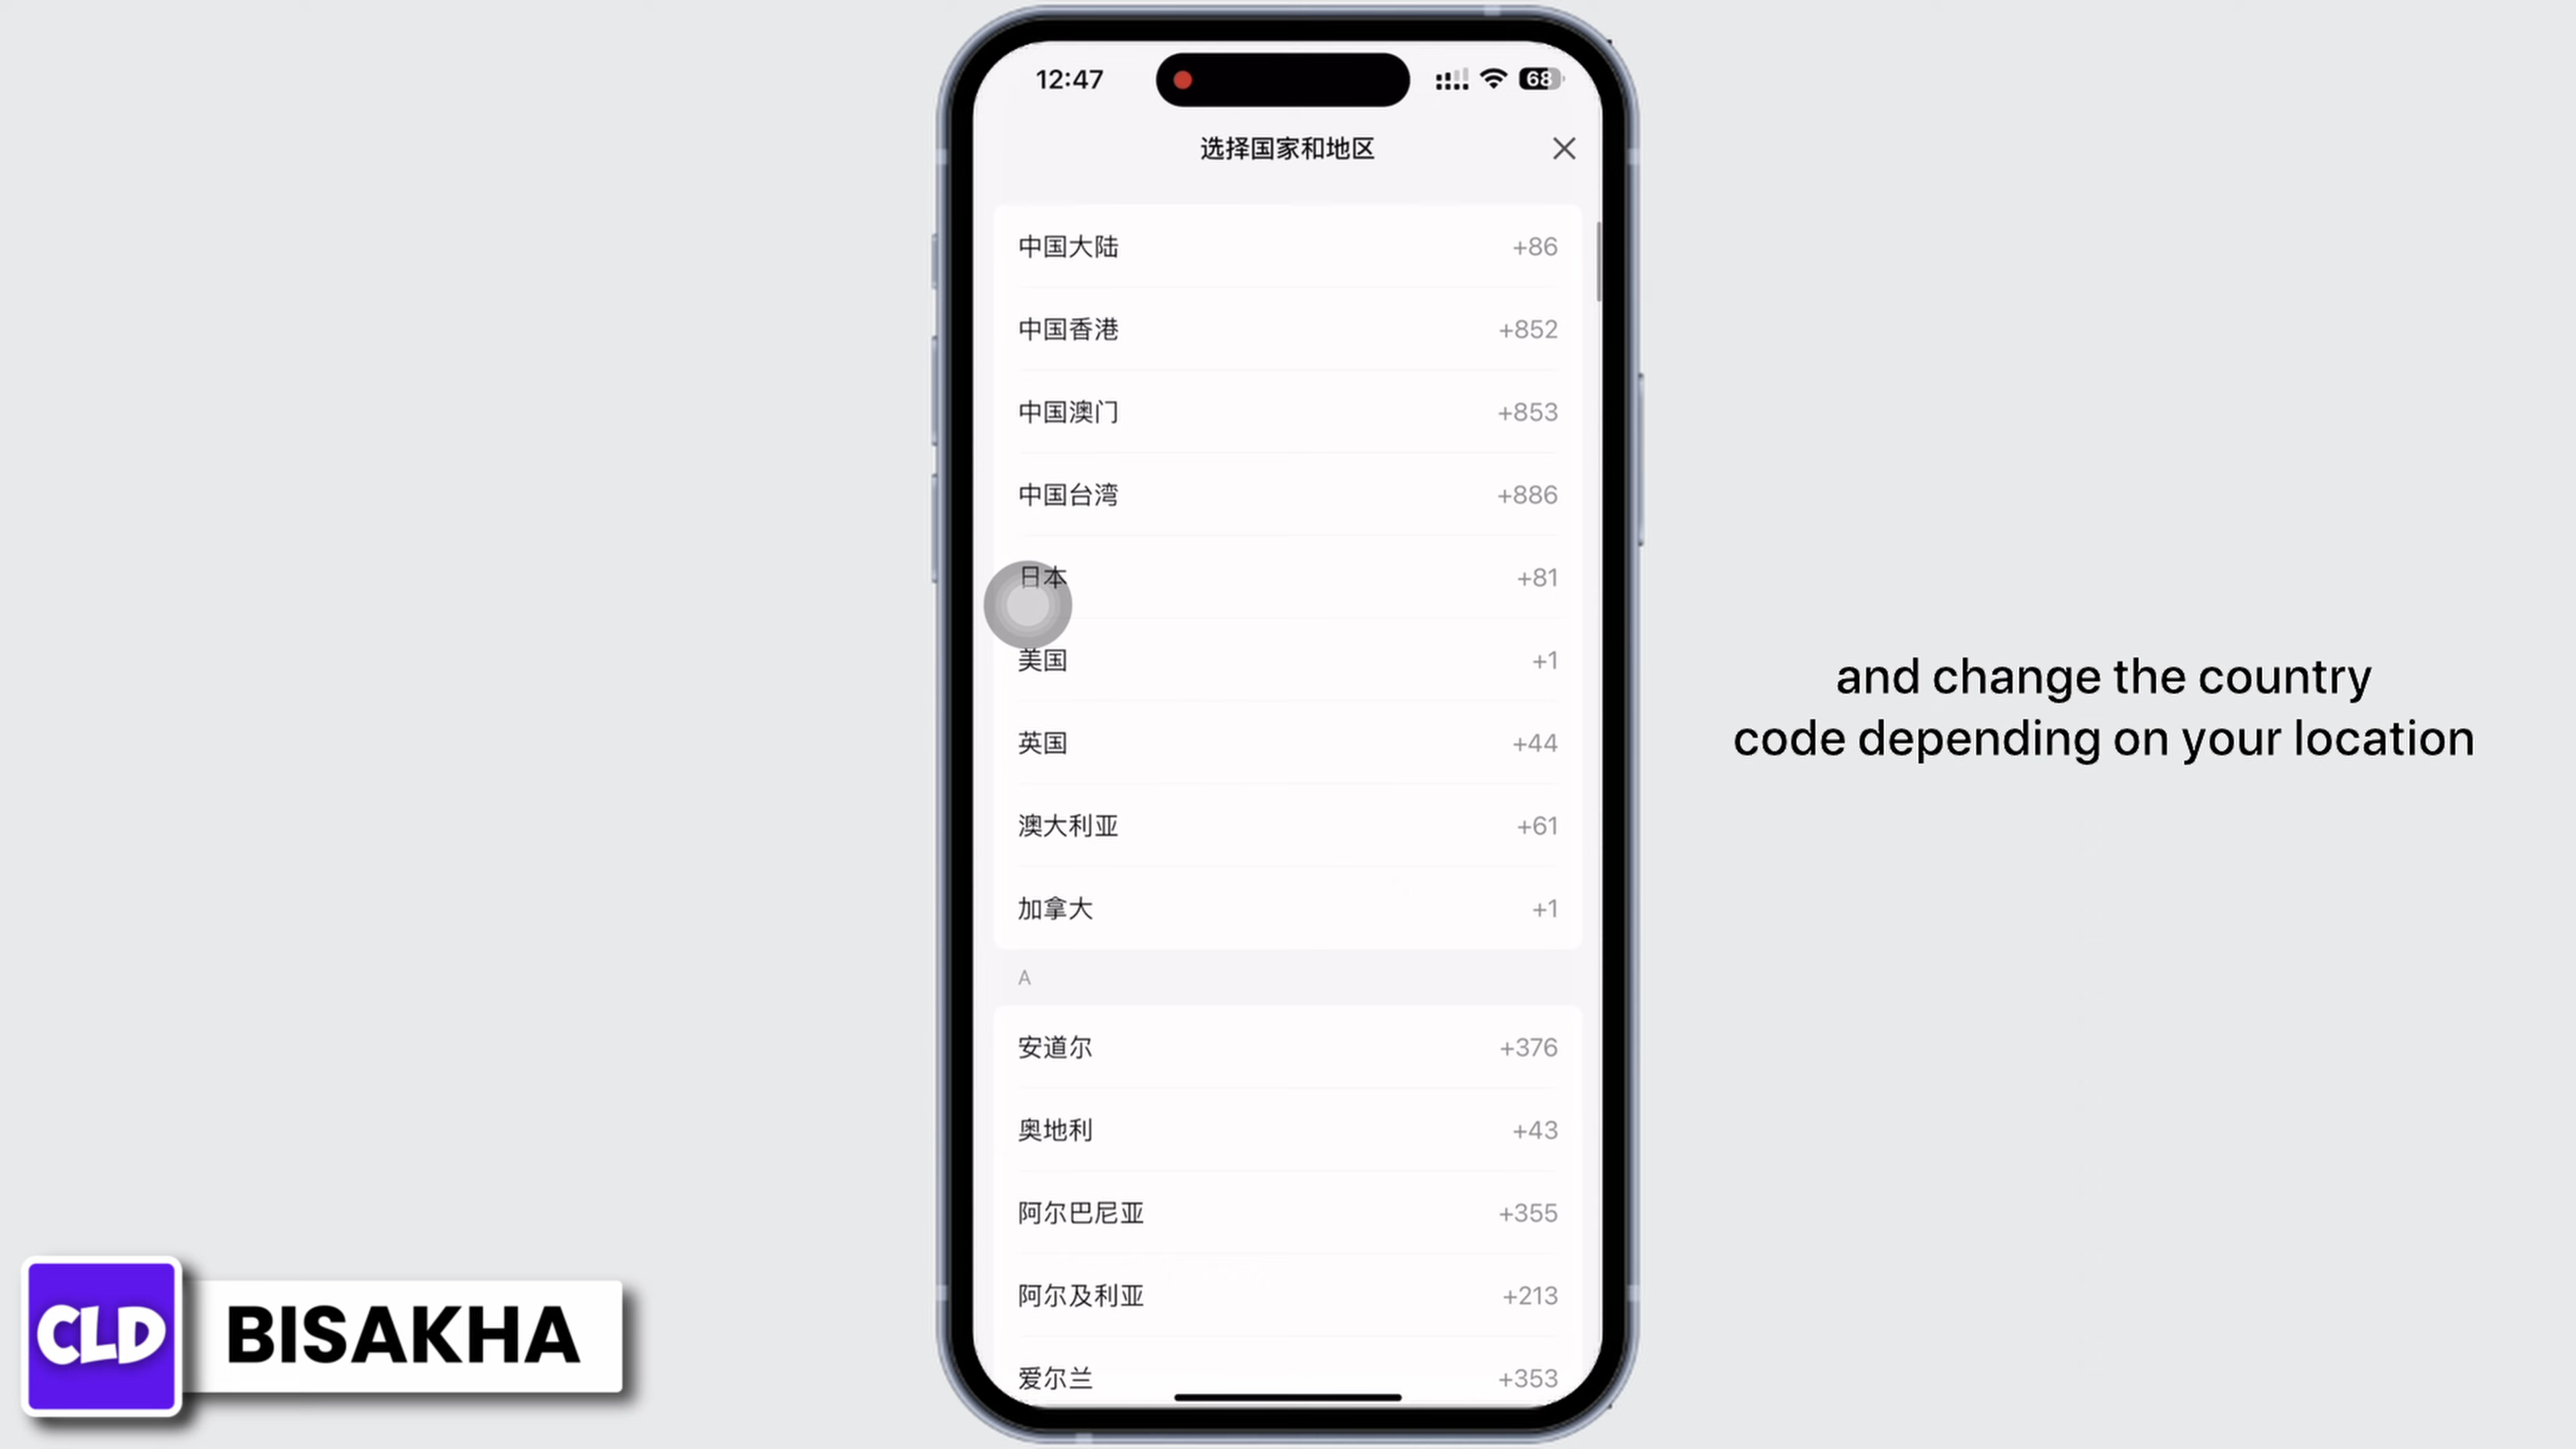 12:47
68
选择国家和地区
中国大陆 +86
中国香港 +852
中国澳门 +853
中国台湾 +886
日本 +81
美国 +1
英国 +44
澳大利亚 +61
加拿大 +1
A
安道尔 +376
奥地利 +43
阿尔巴尼亚 +355
阿尔及利亚 +213
爱尔兰 +353
and change the country
code depending on your location
CLD BISAKHA